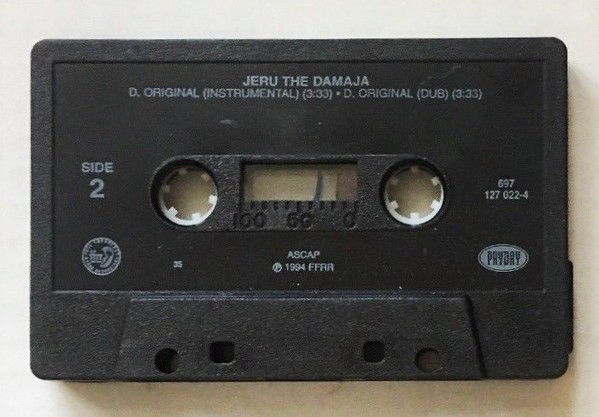 JERU THE DAMAJA
D. ORIGINAL (INSTRUMENTAL) (3:33) • D. ORIGINAL (DUB) (3:33)
SIDE
2
100 50 0
697
127 022-4
35
ASCAP
℗ 1994 FFRR
PAYDAY